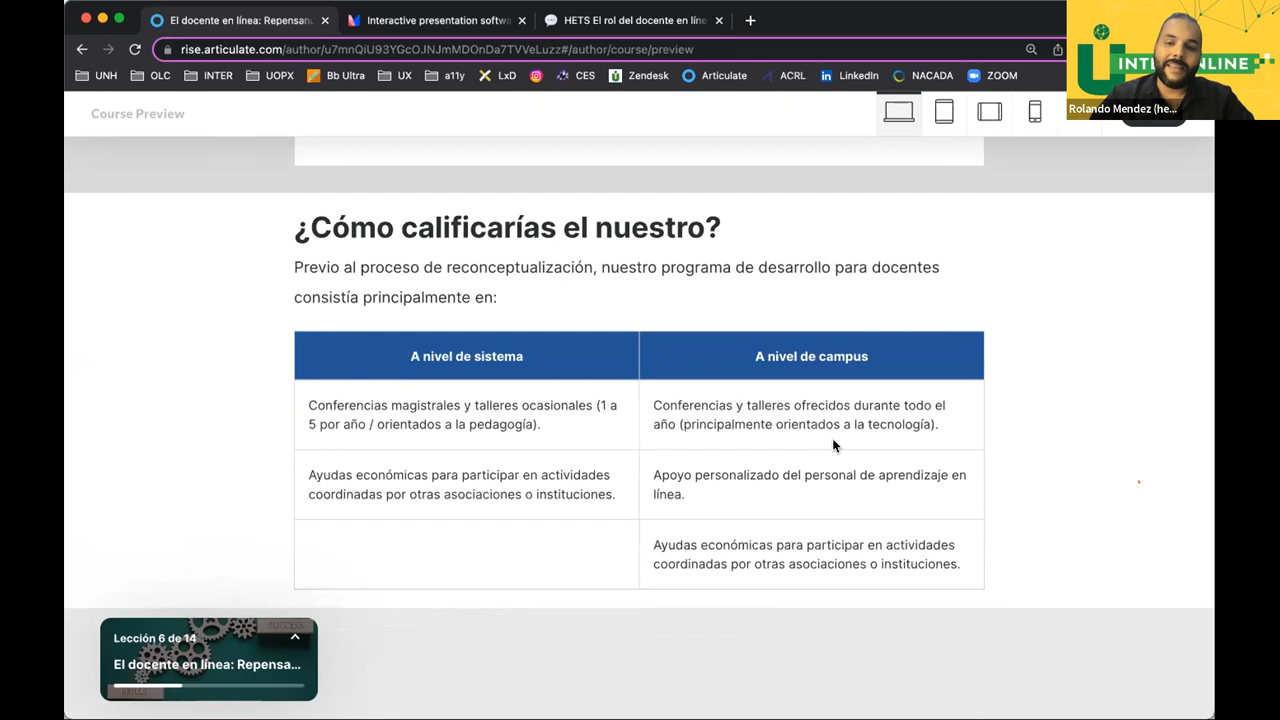 El docente en línea: Repensand
Interactive presentation softwa
HETS El rol del docente en líne
rise.articulate.com/author/u7mnQiU93YGcOJNJmMDOnDa7TVVeLuzz#/author/course/preview
UNH
OLC
INTER
UOPX
Bb Ultra
UX
a11y
LxD
CES
Zendesk
Articulate
ACRL
LinkedIn
NACADA
ZOOM
Rolando Mendez (he...
Course Preview
¿Cómo calificarías el nuestro?
Previo al proceso de reconceptualización, nuestro programa de desarrollo para docentes
consistía principalmente en:
A nivel de sistema
A nivel de campus
Conferencias magistrales y talleres ocasionales (1 a
5 por año / orientados a la pedagogía).
Conferencias y talleres ofrecidos durante todo el
año (principalmente orientados a la tecnología).
Ayudas económicas para participar en actividades
coordinadas por otras asociaciones o instituciones.
Apoyo personalizado del personal de aprendizaje en
línea.
Ayudas económicas para participar en actividades
coordinadas por otras asociaciones o instituciones.
SUCCESS
Lección 6 de 14
El docente en línea: Repensa...
SKILLS